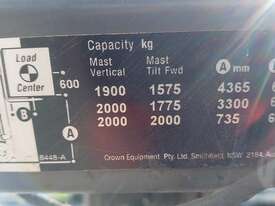 Capacity kg
Load
Center
Mast
Vertical
Mast
Tilt Fwd
A mm
600
1900 1575 4365
2000 1775 3300
2000 2000 735
B
A
8448-A
Crown Equipment Pty. Ltd. Smithfield, NSW 2164, A